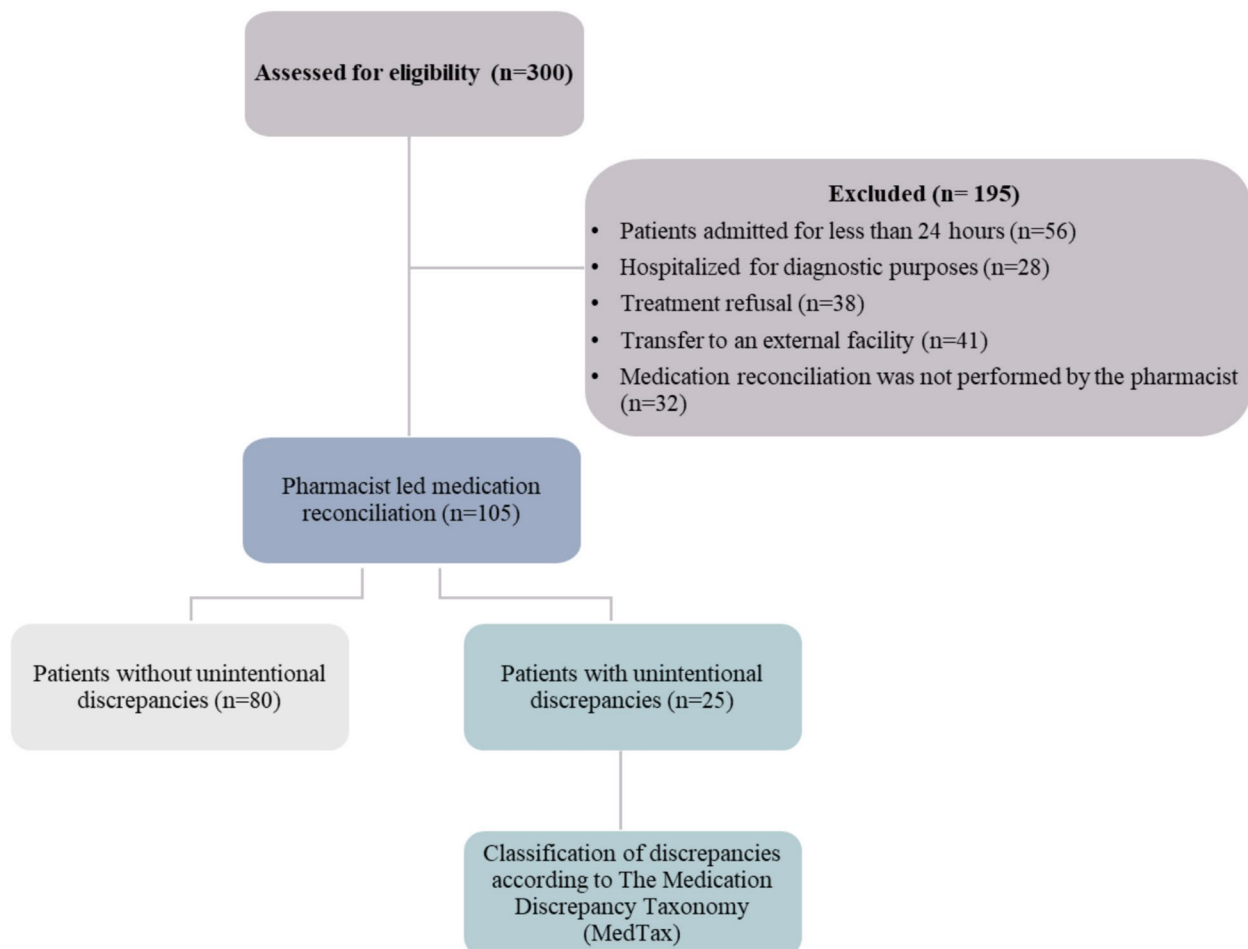 Assessed for eligibility (n=300)
Excluded (n= 195)
• Patients admitted for less than 24 hours (n=56)
• Hospitalized for diagnostic purposes (n=28)
• Treatment refusal (n=38)
• Transfer to an external facility (n=41)
• Medication reconciliation was not performed by the pharmacist
(n=32)
Pharmacist led medication
reconciliation (n=105)
Patients without unintentional
discrepancies (n=80)
Patients with unintentional
discrepancies (n=25)
Classification of discrepancies
according to The Medication
Discrepancy Taxonomy
(MedTax)